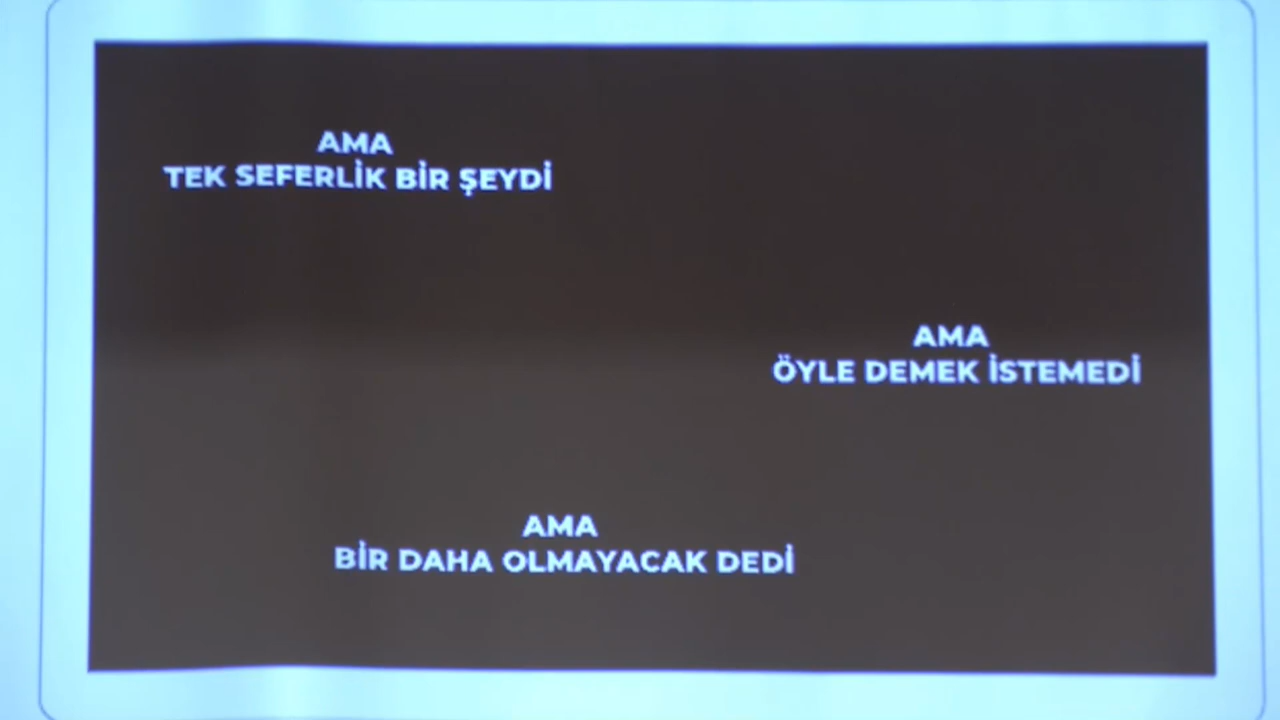 AMA
TEK SEFERLİK BİR ŞEYDİ
AMA
ÖYLE DEMEK İSTEMEDİ
AMA
BİR DAHA OLMAYACAK DEDİ